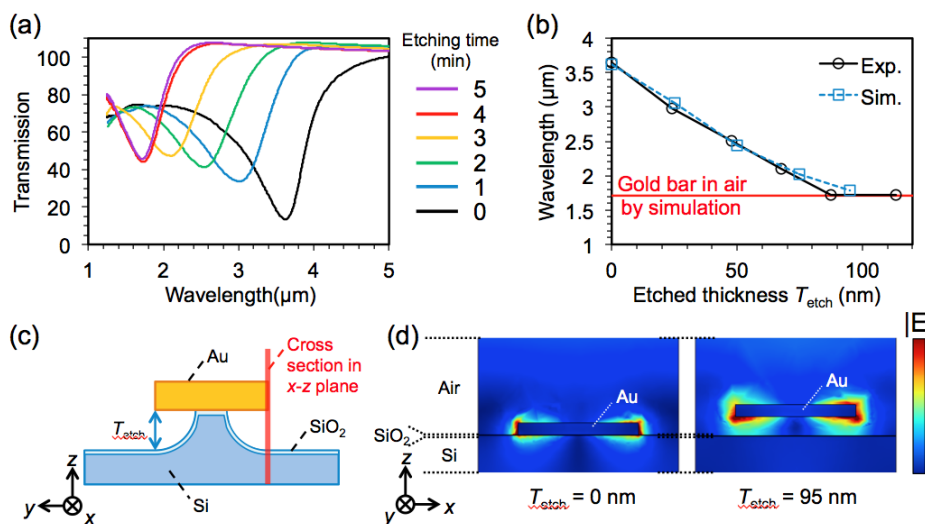 (a)
Transmission
110
100
80
60
40
20
0
1
2
3
4
5
Wavelength(µm)
Etching time
(min)
5
4
3
2
1
0
(b)
Wavelength (µm)
4
3.5
3
2.5
2
1.5
1
0
50
100
Etched thickness Tetch (nm)
Exp.
Sim.
Gold bar in air
by simulation
(c)
Au
Cross
section in
x-z plane
Tetch
SiO2
Si
z
y
x
(d)
|E
Air
SiO2
Si
Au
Au
z
y
x
Tetch = 0 nm
Tetch = 95 nm